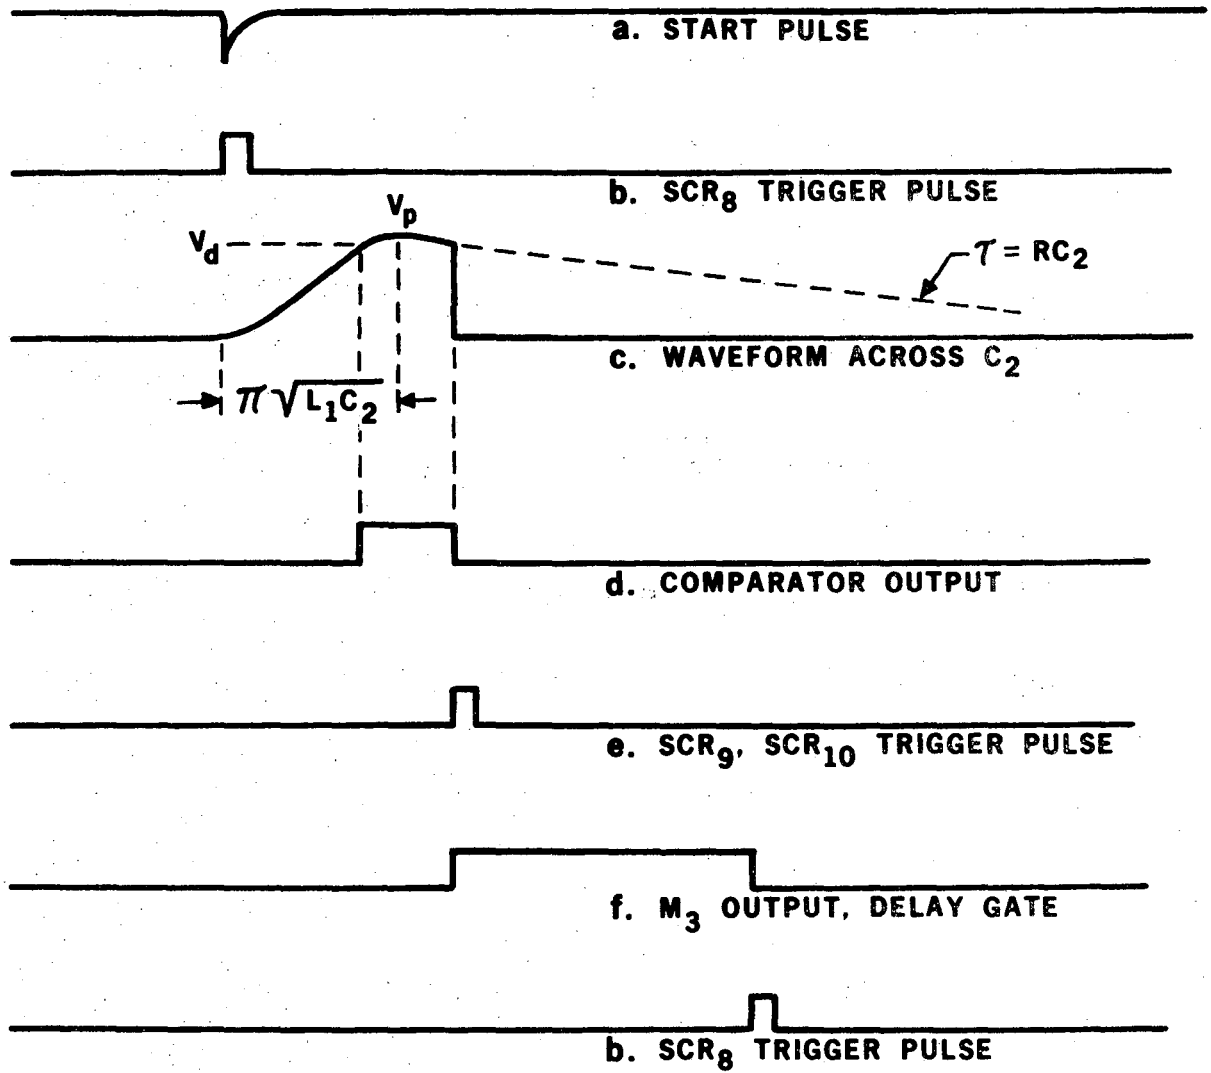 a. START PULSE
b. SCR₈ TRIGGER PULSE
Vₚ
V_d
τ = RC₂
c. WAVEFORM ACROSS C₂
π√L₁C₂
d. COMPARATOR OUTPUT
e. SCR₉, SCR₁₀ TRIGGER PULSE
f. M₃ OUTPUT, DELAY GATE
b. SCR₈ TRIGGER PULSE